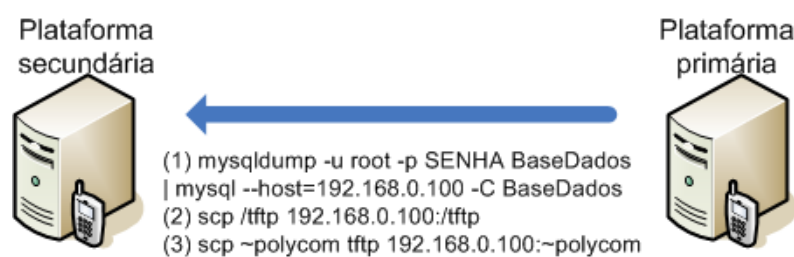 Plataforma
secundária
Plataforma
primária
(1) mysqldump -u root -p SENHA BaseDados
| mysql --host=192.168.0.100 -C BaseDados
(2) scp /tftp 192.168.0.100:/tftp
(3) scp ~polycom tftp 192.168.0.100:~polycom